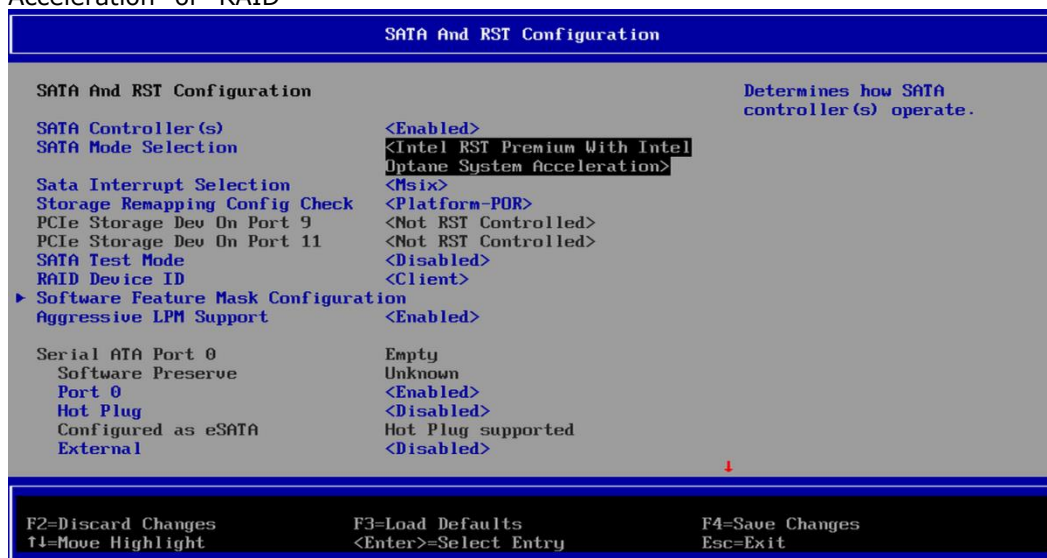 Acceleration" or "RAID"
SATA And RST Configuration
SATA And RST Configuration
Determines how SATA
controller(s) operate.
SATA Controller(s) <Enabled>
SATA Mode Selection <Intel RST Premium With Intel
Optane System Acceleration>
Sata Interrupt Selection <Msix>
Storage Remapping Config Check <Platform-POR>
PCIe Storage Dev On Port 9 <Not RST Controlled>
PCIe Storage Dev On Port 11 <Not RST Controlled>
SATA Test Mode <Disabled>
RAID Device ID <Client>
► Software Feature Mask Configuration
Aggressive LPM Support <Enabled>
Serial ATA Port 0 Empty
Software Preserve Unknown
Port 0 <Enabled>
Hot Plug <Disabled>
Configured as eSATA Hot Plug supported
External <Disabled>
↓
F2=Discard Changes F3=Load Defaults F4=Save Changes
↑↓=Move Highlight <Enter>=Select Entry Esc=Exit